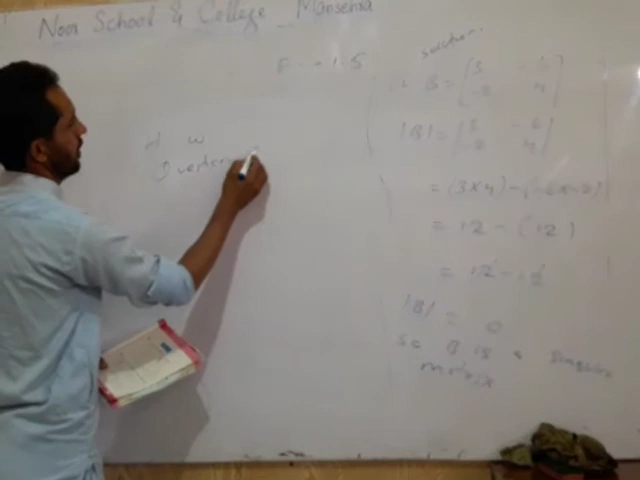 Noor School & College _ Mansehra
E → 1.5
solution.
B = [3 -6 -2 4]
|B| = |3 -6 -2 4|
= (3×4) - (-6×-2)
= 12 - (12)
= 12 - 12
|B| = 0
So B is a singular
matrix